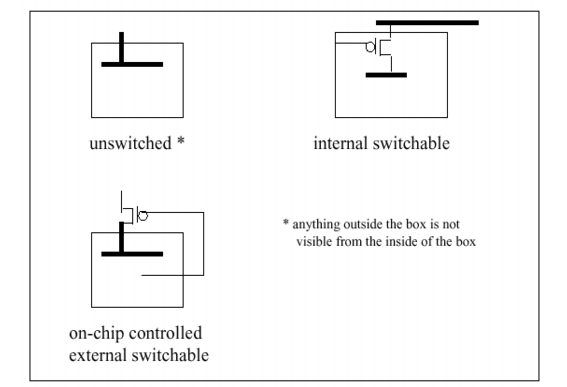 unswitched *
internal switchable
* anything outside the box is not
visible from the inside of the box
on-chip controlled
external switchable